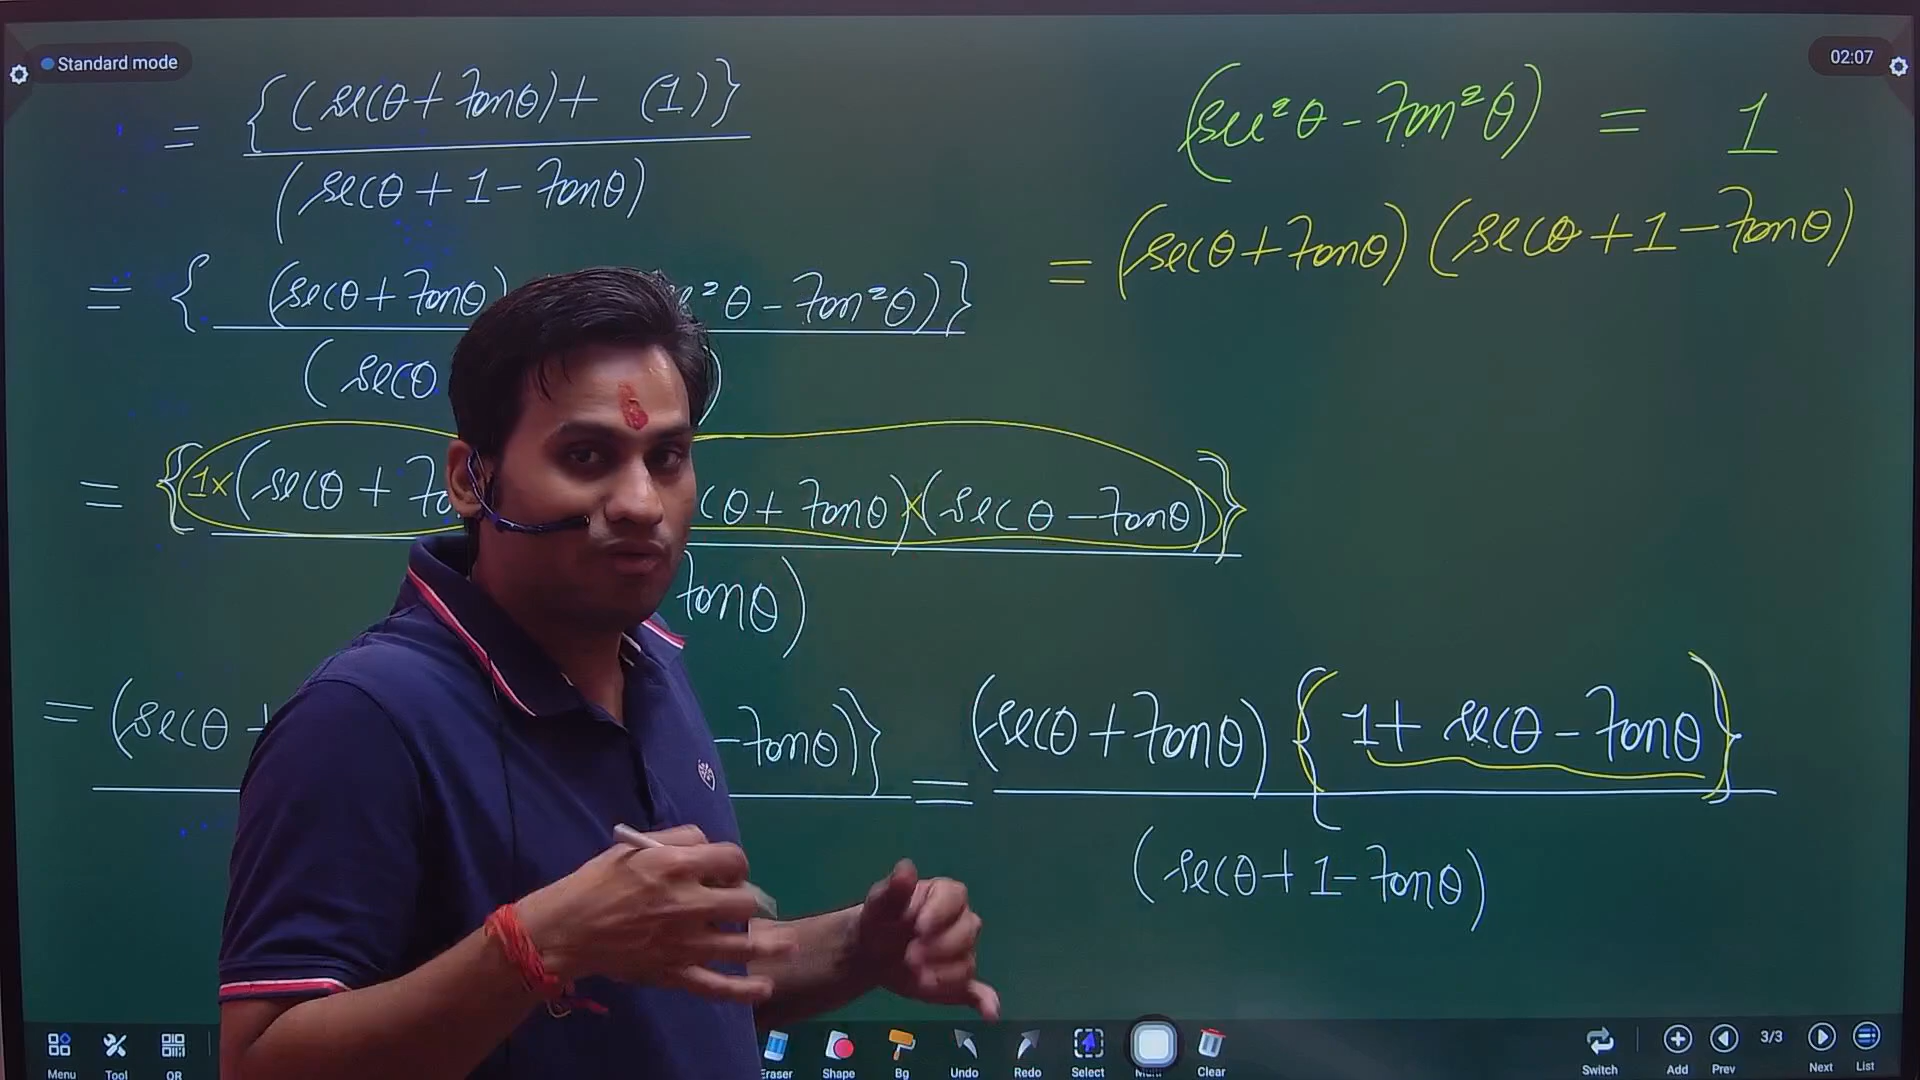 Standard mode
02:07
= {(secθ + tanθ) + (1)}
(secθ + 1 - tanθ)
(sec²θ - tan²θ) = 1
= (secθ + tanθ) (secθ + 1 - tanθ)
= { (secθ + tanθ) ²θ - tan²θ)}
(secθ )
= {1×(secθ + θ + tanθ)×(secθ - tanθ)}
tanθ)
= (secθ + - tanθ)} = (secθ + tanθ) {1 + secθ - tanθ}
(secθ + 1 - tanθ)
Menu Tool QR Eraser Shape Bg Undo Redo Select Clear Switch Add Prev 3/3 Next List